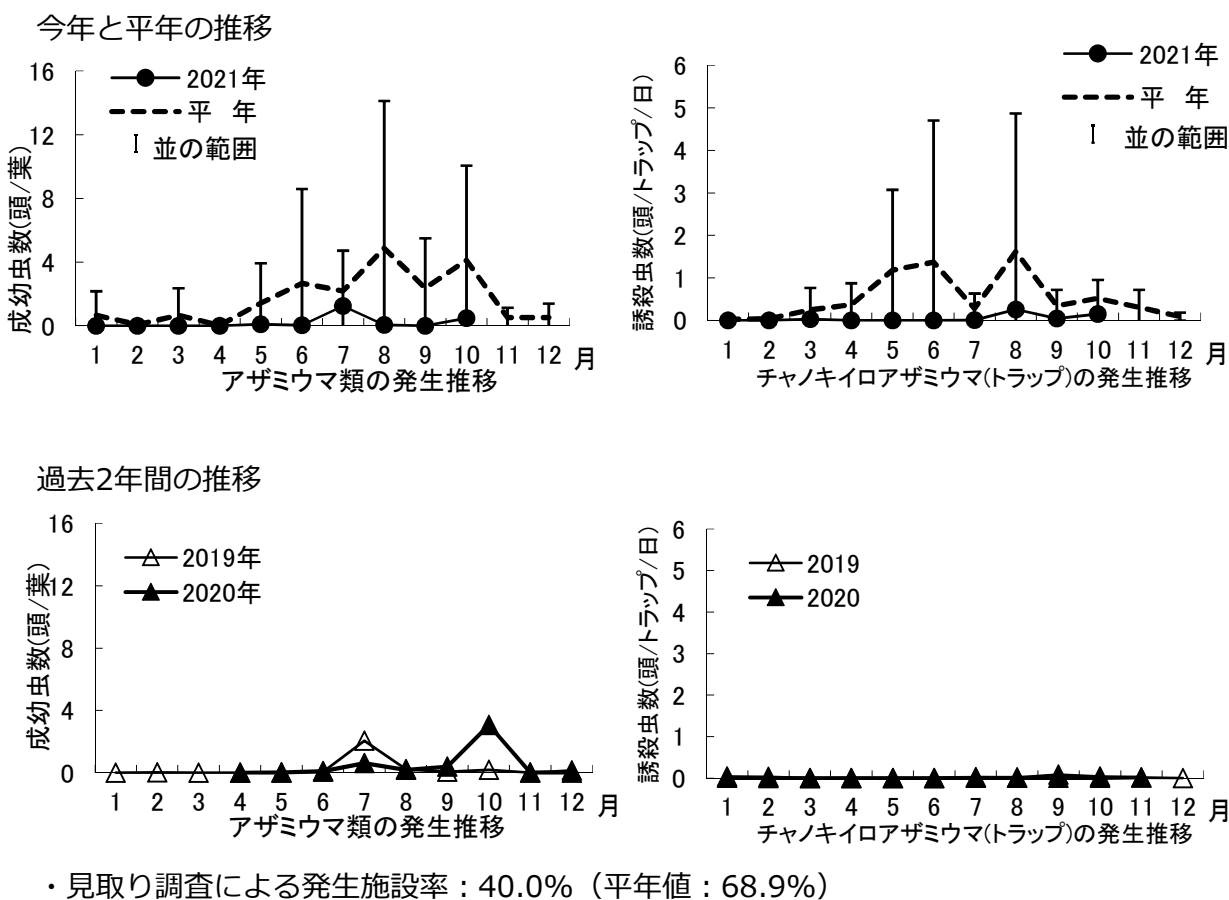 今年と平年の推移
16
12
8
4
0
成幼虫数(頭/葉)
2021年
平 年
並の範囲
1 2 3 4 5 6 7 8 9 10 11 12 月
アザミウマ類の発生推移
6
5
4
3
2
1
0
誘殺虫数(頭/トラップ/日)
2021年
平 年
並の範囲
1 2 3 4 5 6 7 8 9 10 11 12 月
チャノキイロアザミウマ(トラップ)の発生推移
過去2年間の推移
16
12
8
4
0
成幼虫数(頭/葉)
2019年
2020年
1 2 3 4 5 6 7 8 9 10 11 12 月
アザミウマ類の発生推移
6
5
4
3
2
1
0
誘殺虫数(頭/トラップ/日)
2019
2020
1 2 3 4 5 6 7 8 9 10 11 12 月
チャノキイロアザミウマ(トラップ)の発生推移
・見取り調査による発生施設率：40.0%（平年値：68.9%）